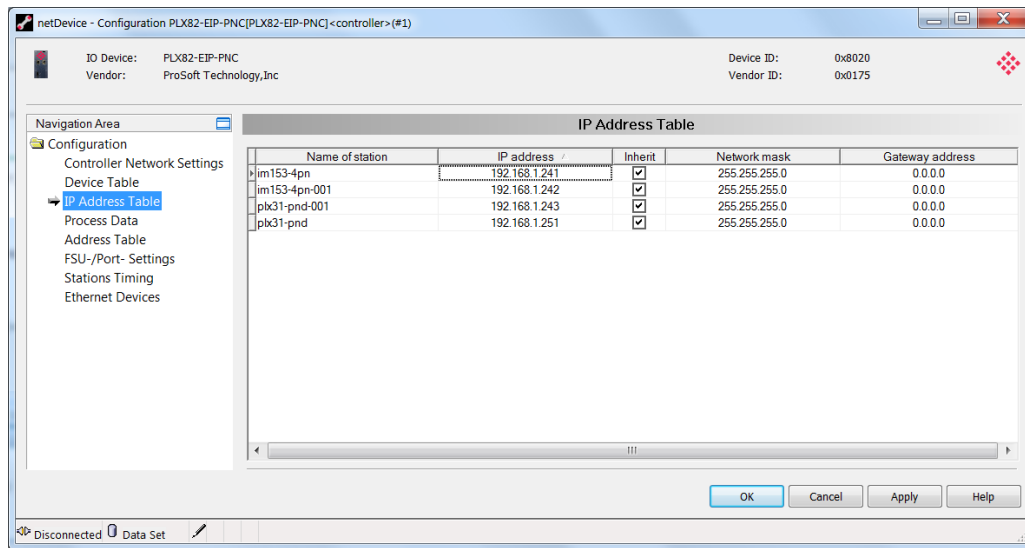 netDevice - Configuration PLX82-EIP-PNC[PLX82-EIP-PNC]<controller>(#1)
IO Device: PLX82-EIP-PNC Device ID: 0x8020
Vendor: ProSoft Technology,Inc Vendor ID: 0x0175
Navigation Area
Configuration
Controller Network Settings
Device Table
IP Address Table
Process Data
Address Table
FSU-/Port- Settings
Stations Timing
Ethernet Devices
IP Address Table
Name of station IP address Inherit Network mask Gateway address
im153-4pn 192.168.1.241 255.255.255.0 0.0.0.0
im153-4pn-001 192.168.1.242 255.255.255.0 0.0.0.0
plx31-pnd-001 192.168.1.243 255.255.255.0 0.0.0.0
plx31-pnd 192.168.1.251 255.255.255.0 0.0.0.0
OK Cancel Apply Help
Disconnected Data Set